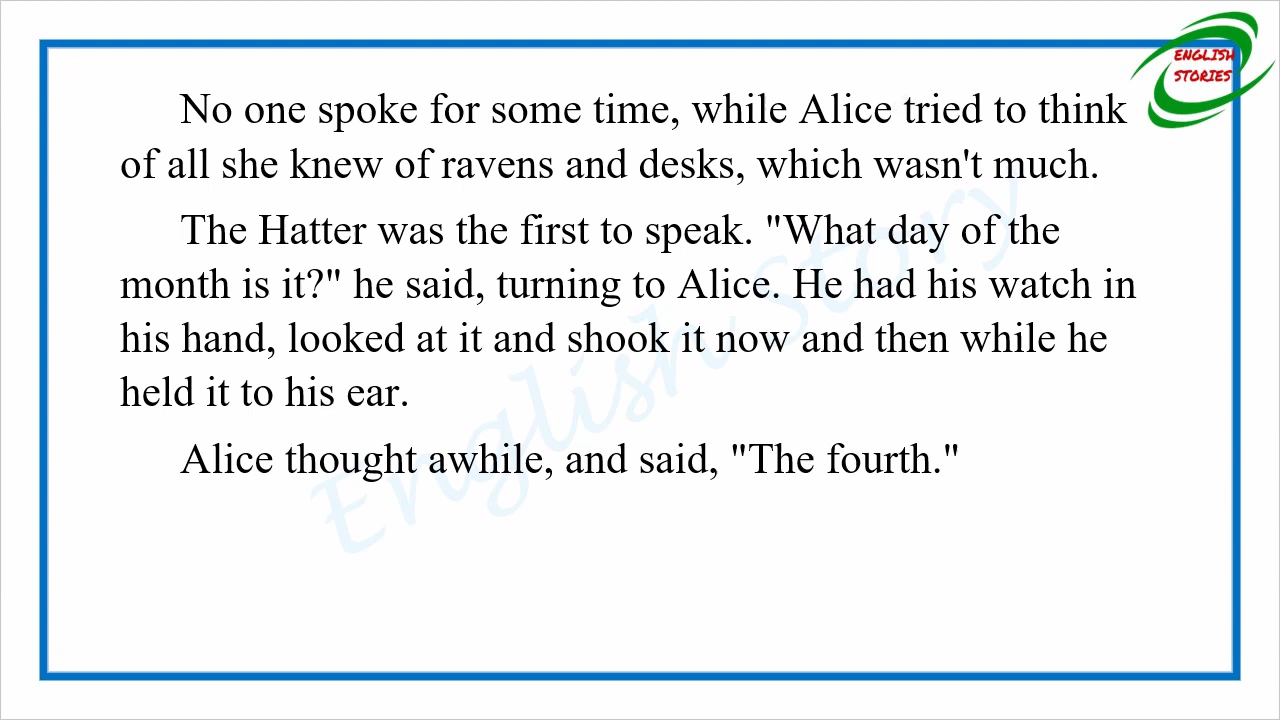 ENGLISH
STORIES
No one spoke for some time, while Alice tried to think
of all she knew of ravens and desks, which wasn't much.
The Hatter was the first to speak. "What day of the
month is it?" he said, turning to Alice. He had his watch in
his hand, looked at it and shook it now and then while he
held it to his ear.
Alice thought awhile, and said, "The fourth."
English Story